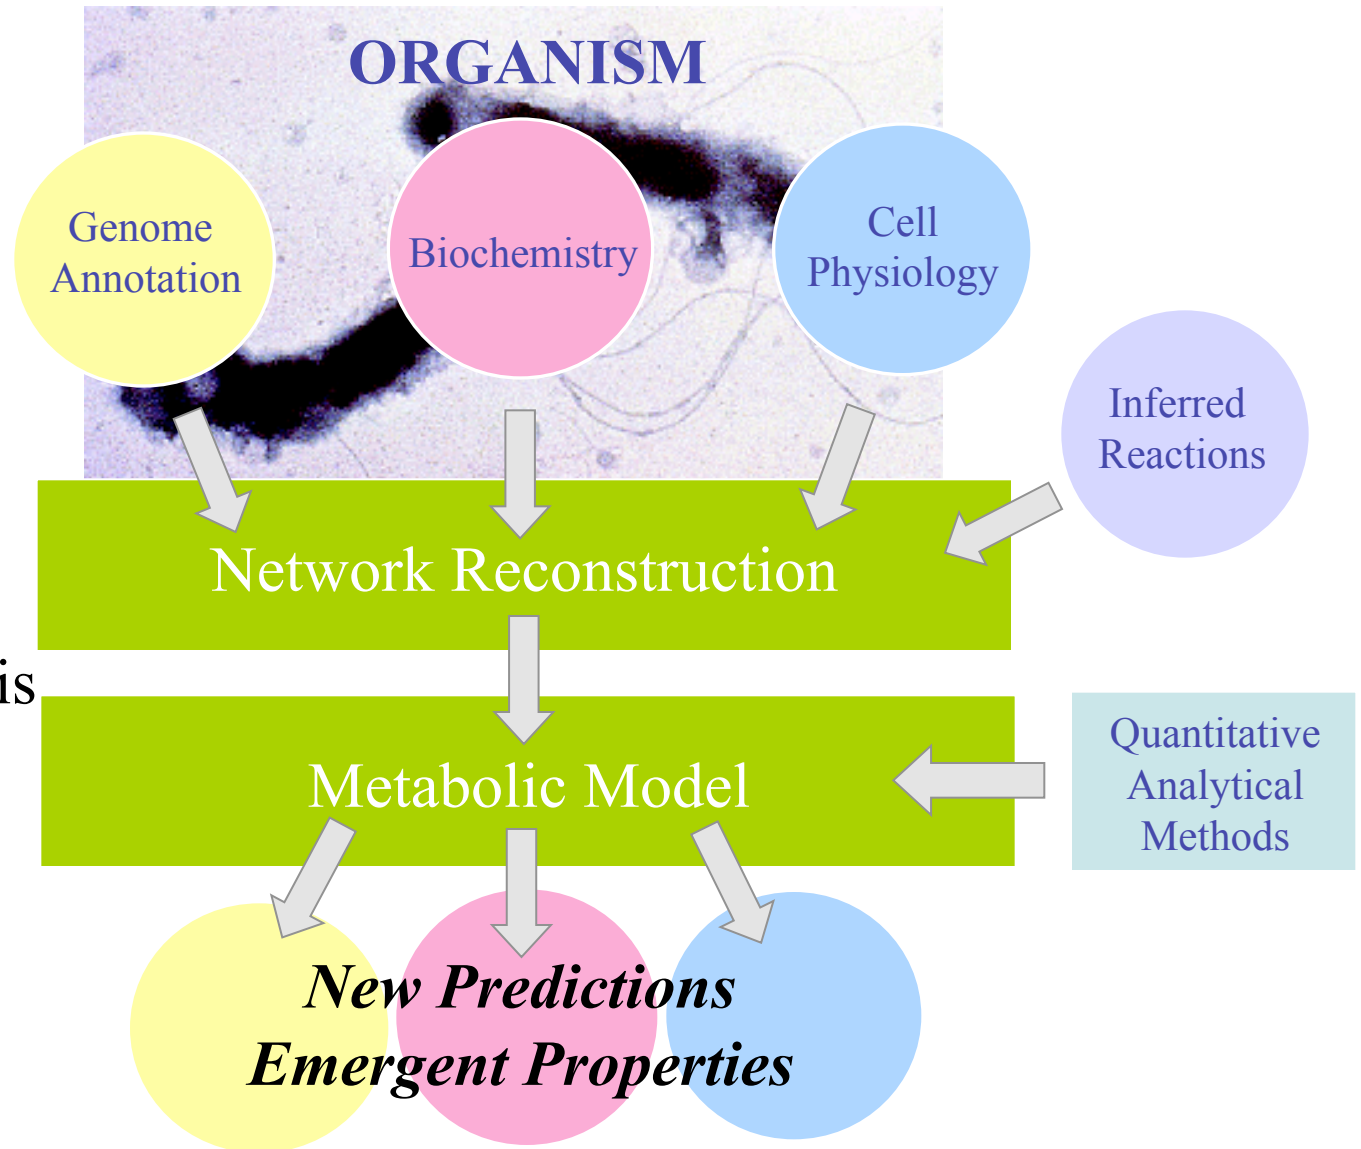 ORGANISM
Genome
Annotation
Biochemistry
Cell
Physiology
Inferred
Reactions
Network Reconstruction
is
Metabolic Model
Quantitative
Analytical
Methods
New Predictions
Emergent Properties